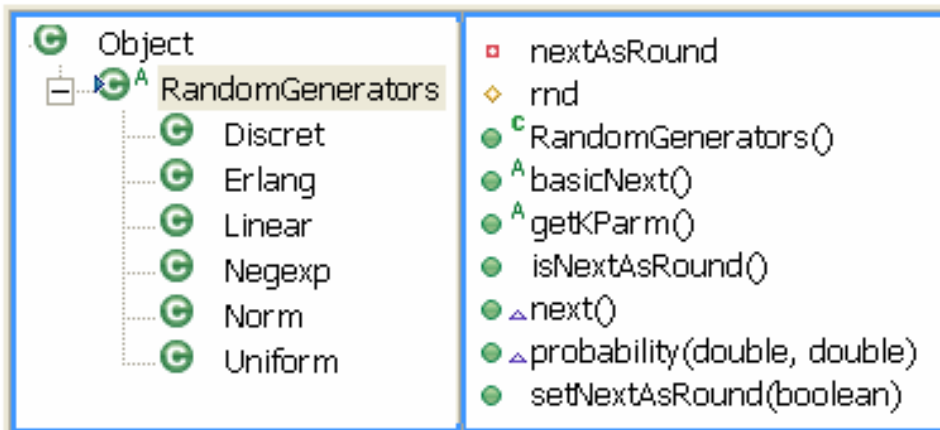 Object
RandomGenerators
Discret
Erlang
Linear
Negexp
Norm
Uniform
nextAsRound
rnd
RandomGenerators()
basicNext()
getKParm()
isNextAsRound()
next()
probability(double, double)
setNextAsRound(boolean)